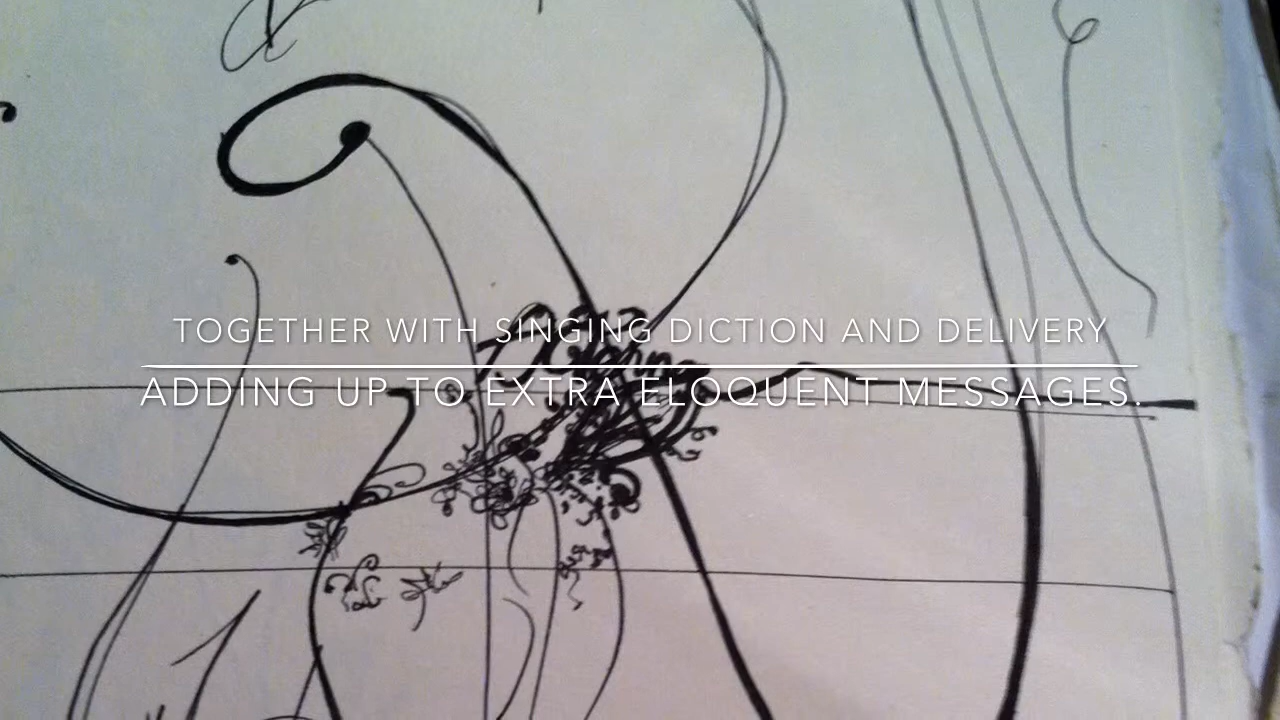 TOGETHER WITH SINGING DICTION AND DELIVERY
ADDING UP TO EXTRA ELOQUENT MESSAGES.